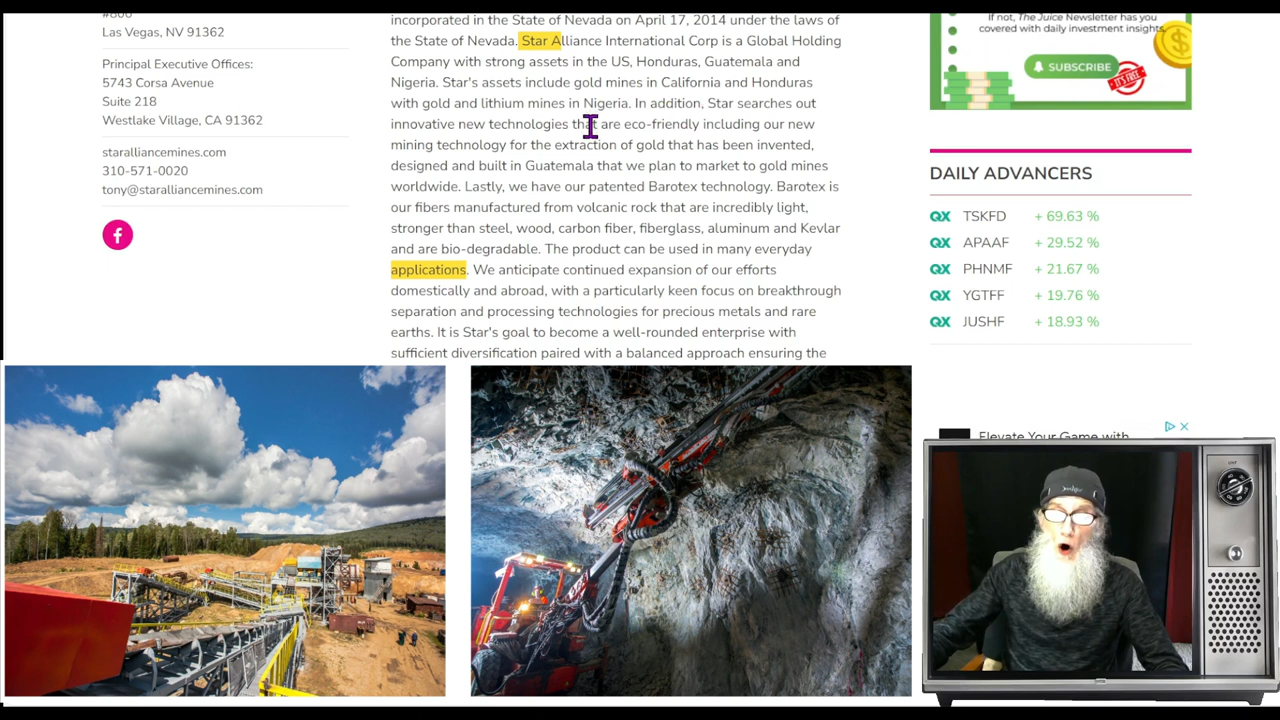 #800
Las Vegas, NV 91362
Principal Executive Offices:
5743 Corsa Avenue
Suite 218
Westlake Village, CA 91362
staralliancemines.com
310-571-0020
tony@staralliancemines.com
incorporated in the State of Nevada on April 17, 2014 under the laws of
the State of Nevada. Star Alliance International Corp is a Global Holding
Company with strong assets in the US, Honduras, Guatemala and
Nigeria. Star's assets include gold mines in California and Honduras
with gold and lithium mines in Nigeria. In addition, Star searches out
innovative new technologies that are eco-friendly including our new
mining technology for the extraction of gold that has been invented,
designed and built in Guatemala that we plan to market to gold mines
worldwide. Lastly, we have our patented Barotex technology. Barotex is
our fibers manufactured from volcanic rock that are incredibly light,
stronger than steel, wood, carbon fiber, fiberglass, aluminum and Kevlar
and are bio-degradable. The product can be used in many everyday
applications. We anticipate continued expansion of our efforts
domestically and abroad, with a particularly keen focus on breakthrough
separation and processing technologies for precious metals and rare
earths. It is Star's goal to become a well-rounded enterprise with
sufficient diversification paired with a balanced approach ensuring the
If not, The Juice Newsletter has you
covered with daily investment insights.
SUBSCRIBE
IT'S FREE
DAILY ADVANCERS
QX TSKFD + 69.63 %
QX APAAF + 29.52 %
QX PHNMF + 21.67 %
QX YGTFF + 19.76 %
QX JUSHF + 18.93 %
Elevate Your Game with